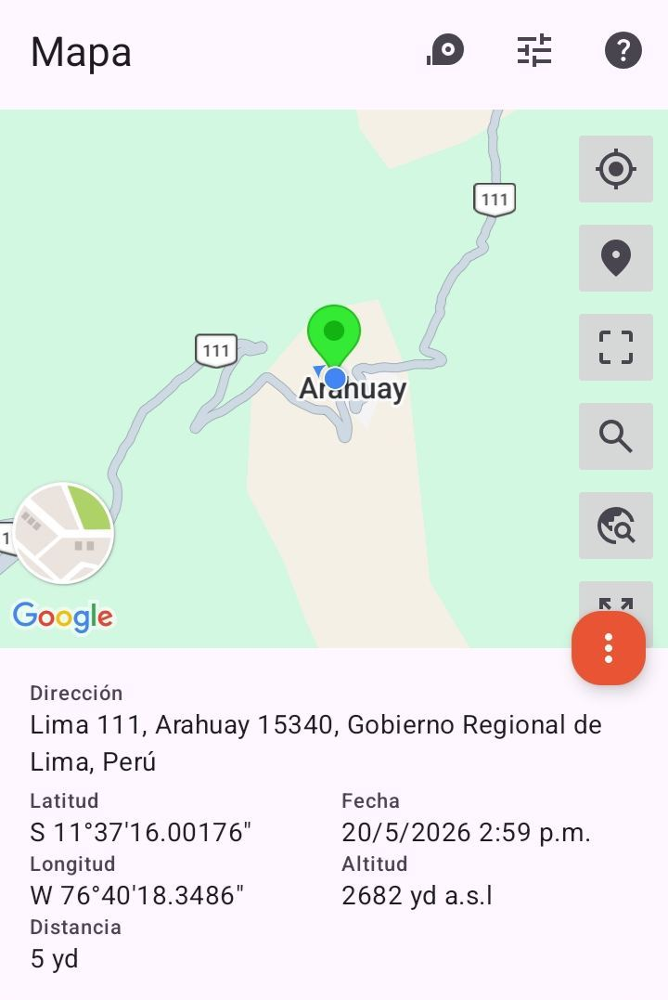 Mapa
111
111
Arahuay
1
Google
Dirección
Lima 111, Arahuay 15340, Gobierno Regional de
Lima, Perú
Latitud
Fecha
S 11°37'16.00176"
20/5/2026 2:59 p.m.
Longitud
Altitud
W 76°40'18.3486"
2682 yd a.s.l
Distancia
5 yd